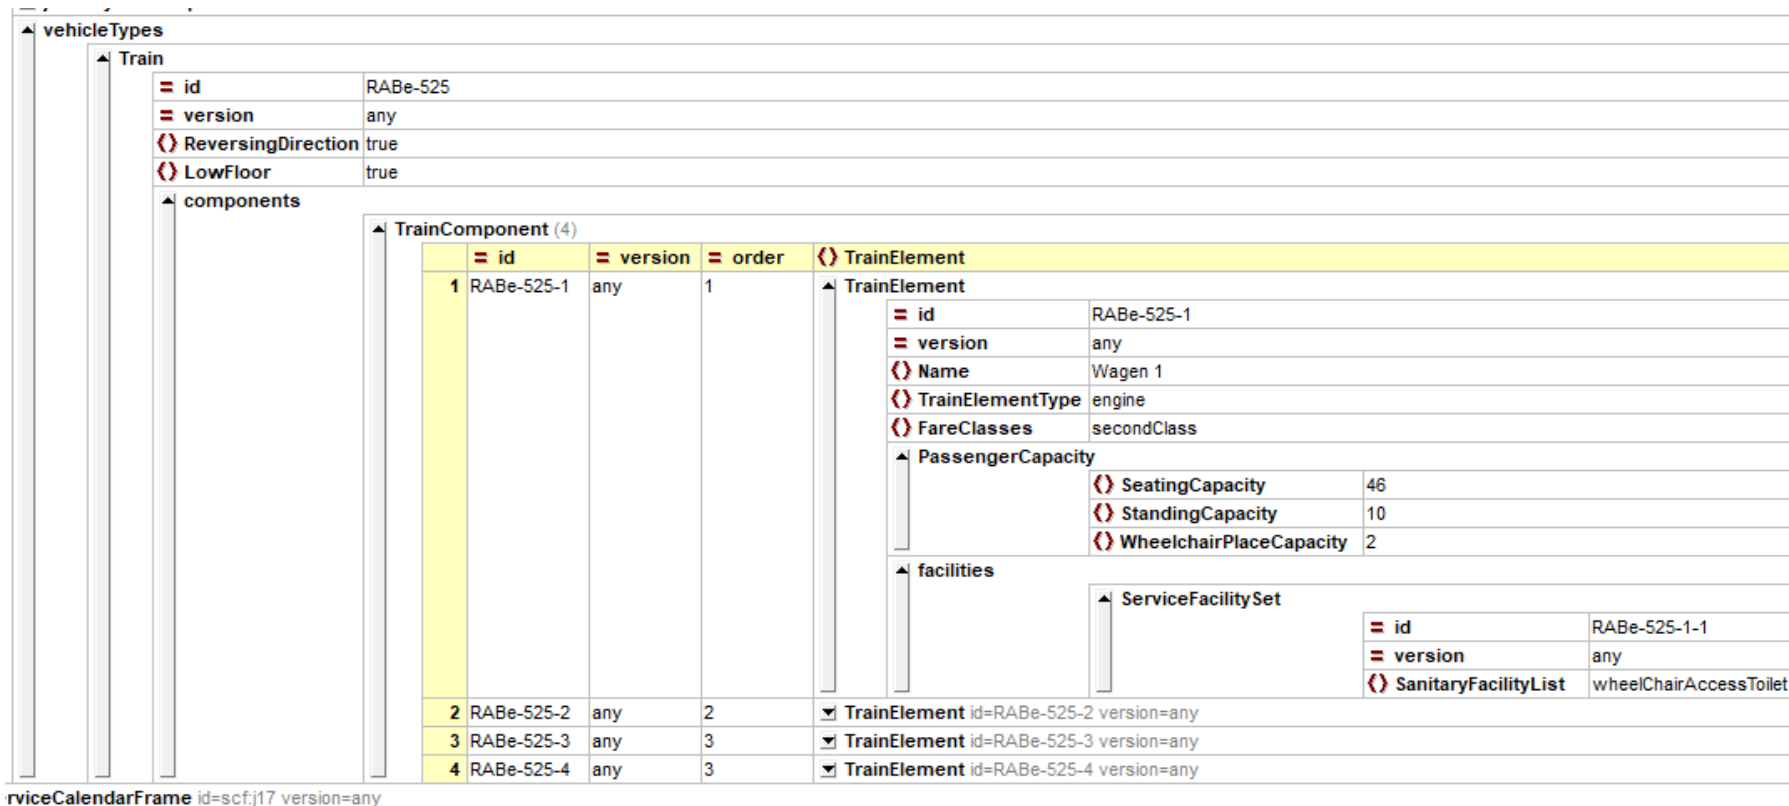 vehicleTypes
Train
= id RABe-525
= version any
ReversingDirection true
LowFloor true
components
TrainComponent (4)
= id = version = order TrainElement
1 RABe-525-1 any 1 TrainElement
= id RABe-525-1
= version any
Name Wagen 1
TrainElementType engine
FareClasses secondClass
PassengerCapacity
SeatingCapacity 46
StandingCapacity 10
WheelchairPlaceCapacity 2
facilities
ServiceFacilitySet
= id RABe-525-1-1
= version any
SanitaryFacilityList wheelChairAccessToilet
2 RABe-525-2 any 2 TrainElement id=RABe-525-2 version=any
3 RABe-525-3 any 3 TrainElement id=RABe-525-3 version=any
4 RABe-525-4 any 3 TrainElement id=RABe-525-4 version=any
rviceCalendarFrame id=scf:j17 version=any